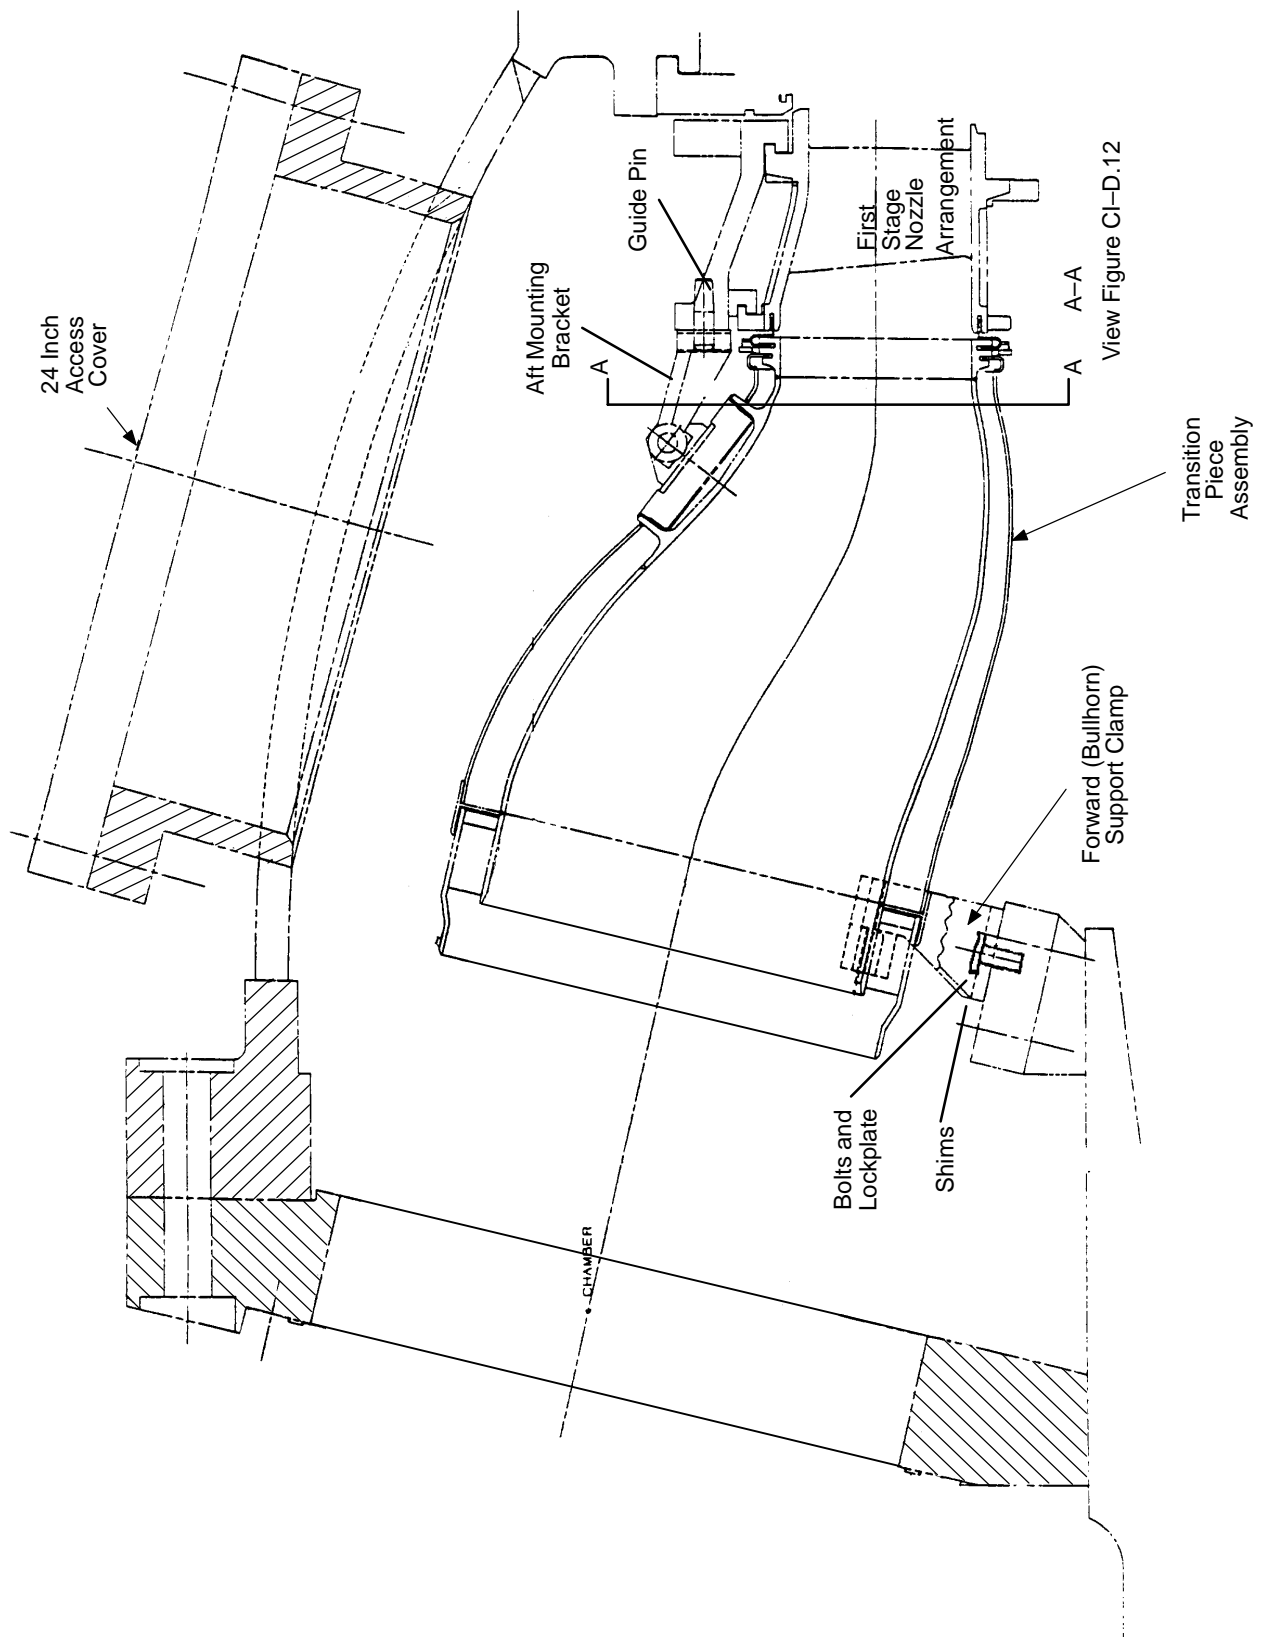 24 Inch
Access
Cover
Guide Pin
Aft Mounting
Bracket
A
First
Stage
Nozzle
Arrangement
A
A–A
View Figure CI–D.12
Transition
Piece
Assembly
Forward (Bullhorn)
Support Clamp
Bolts and
Lockplate
Shims
CHAMBER